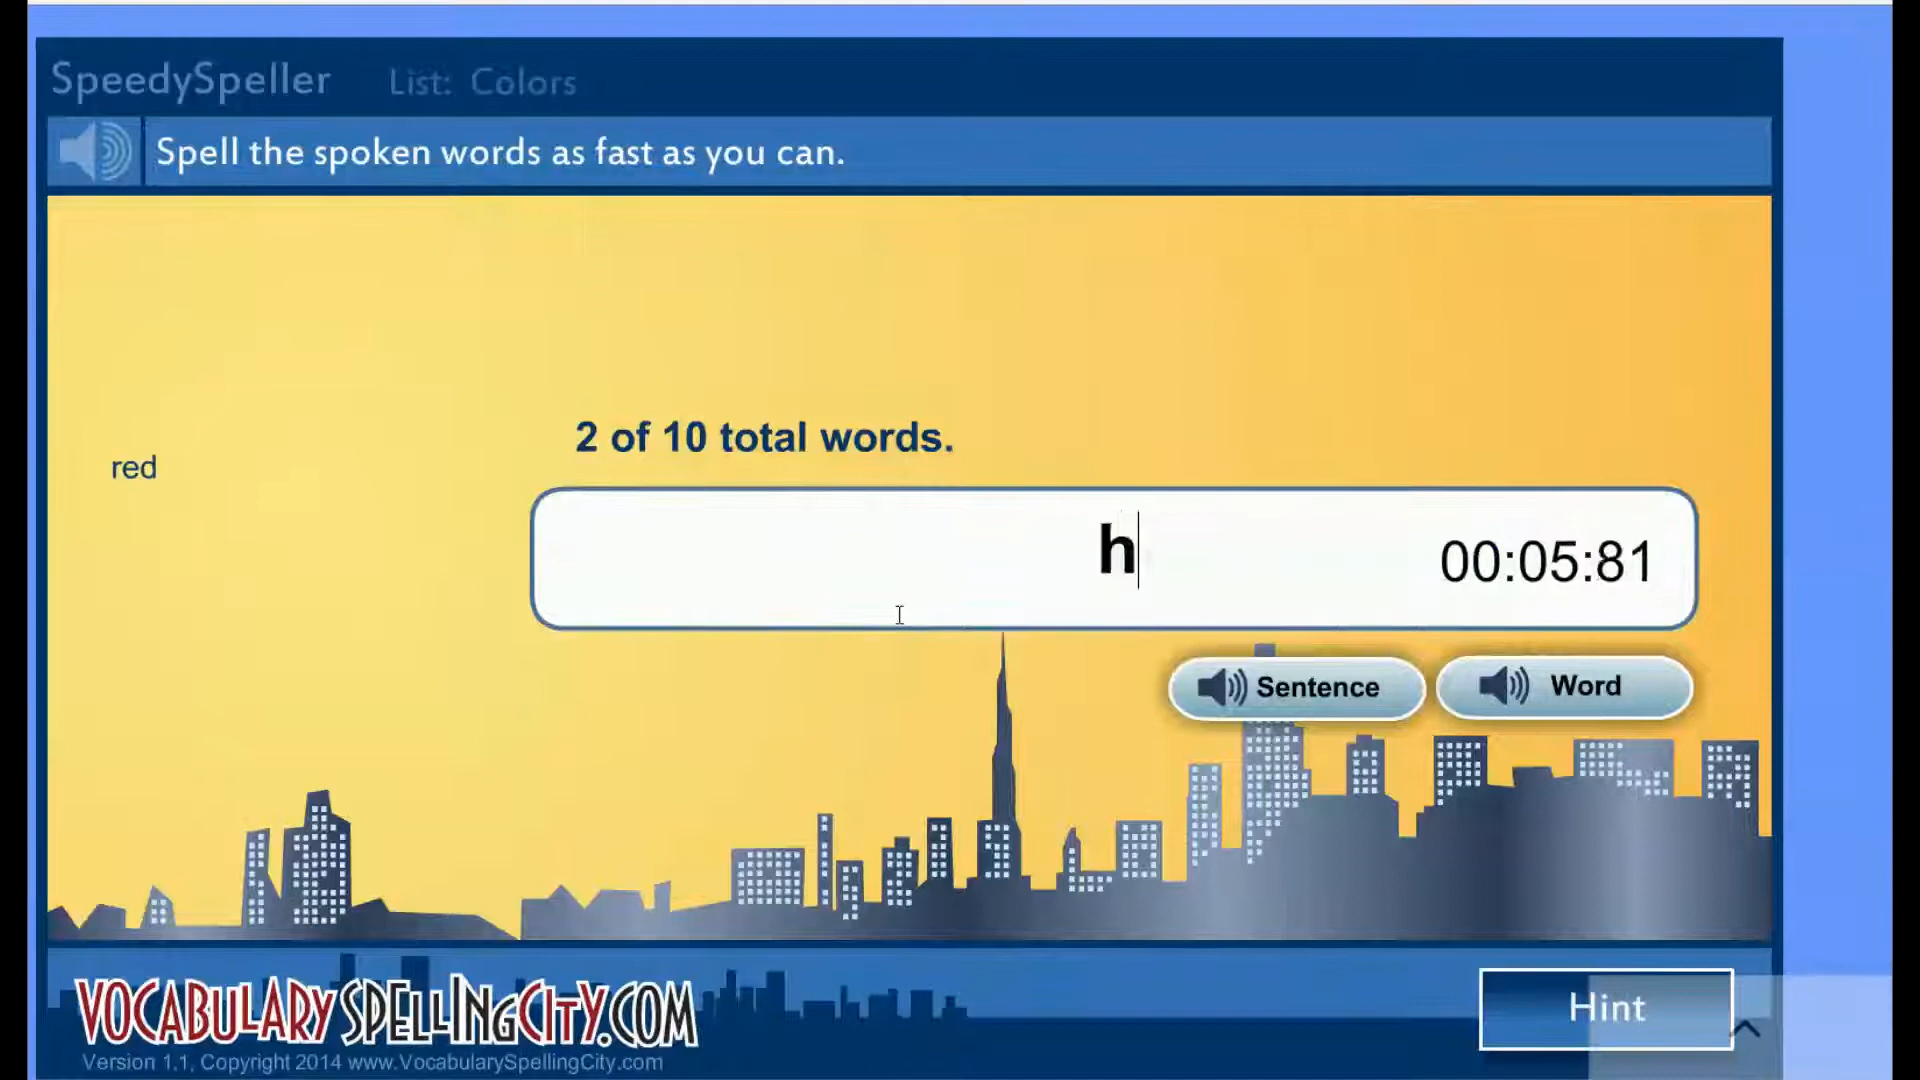 SpeedySpeller List: Colors
Spell the spoken words as fast as you can.
2 of 10 total words.
red
h 00:05:81
Sentence Word
VOCABULARYSPELLINGCITY.COM
Hint
Version 1.1, Copyright 2014 www.VocabularySpellingCity.com